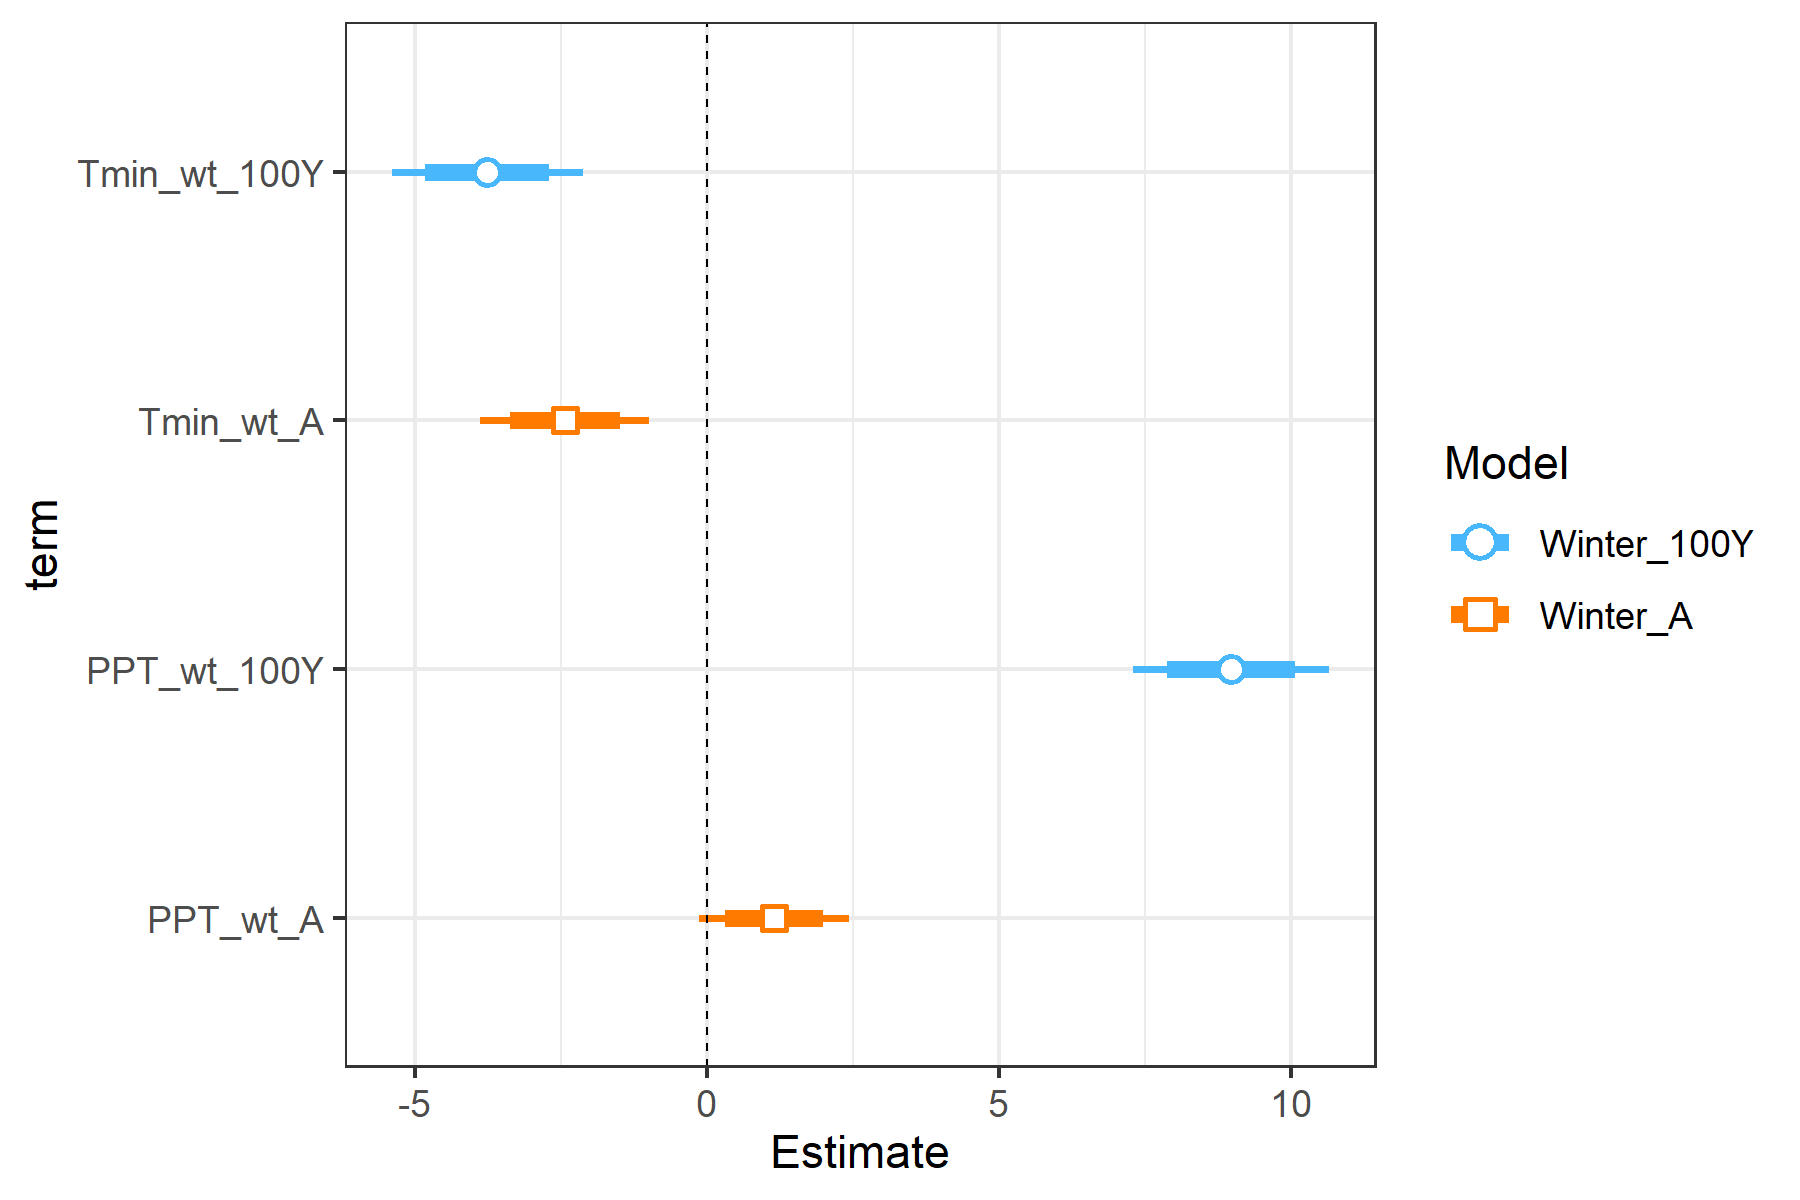 Tmin_wt_100Y
Tmin_wt_A
PPT_wt_100Y
PPT_wt_A
term
-5
0
5
10
Estimate
Model
Winter_100Y
Winter_A